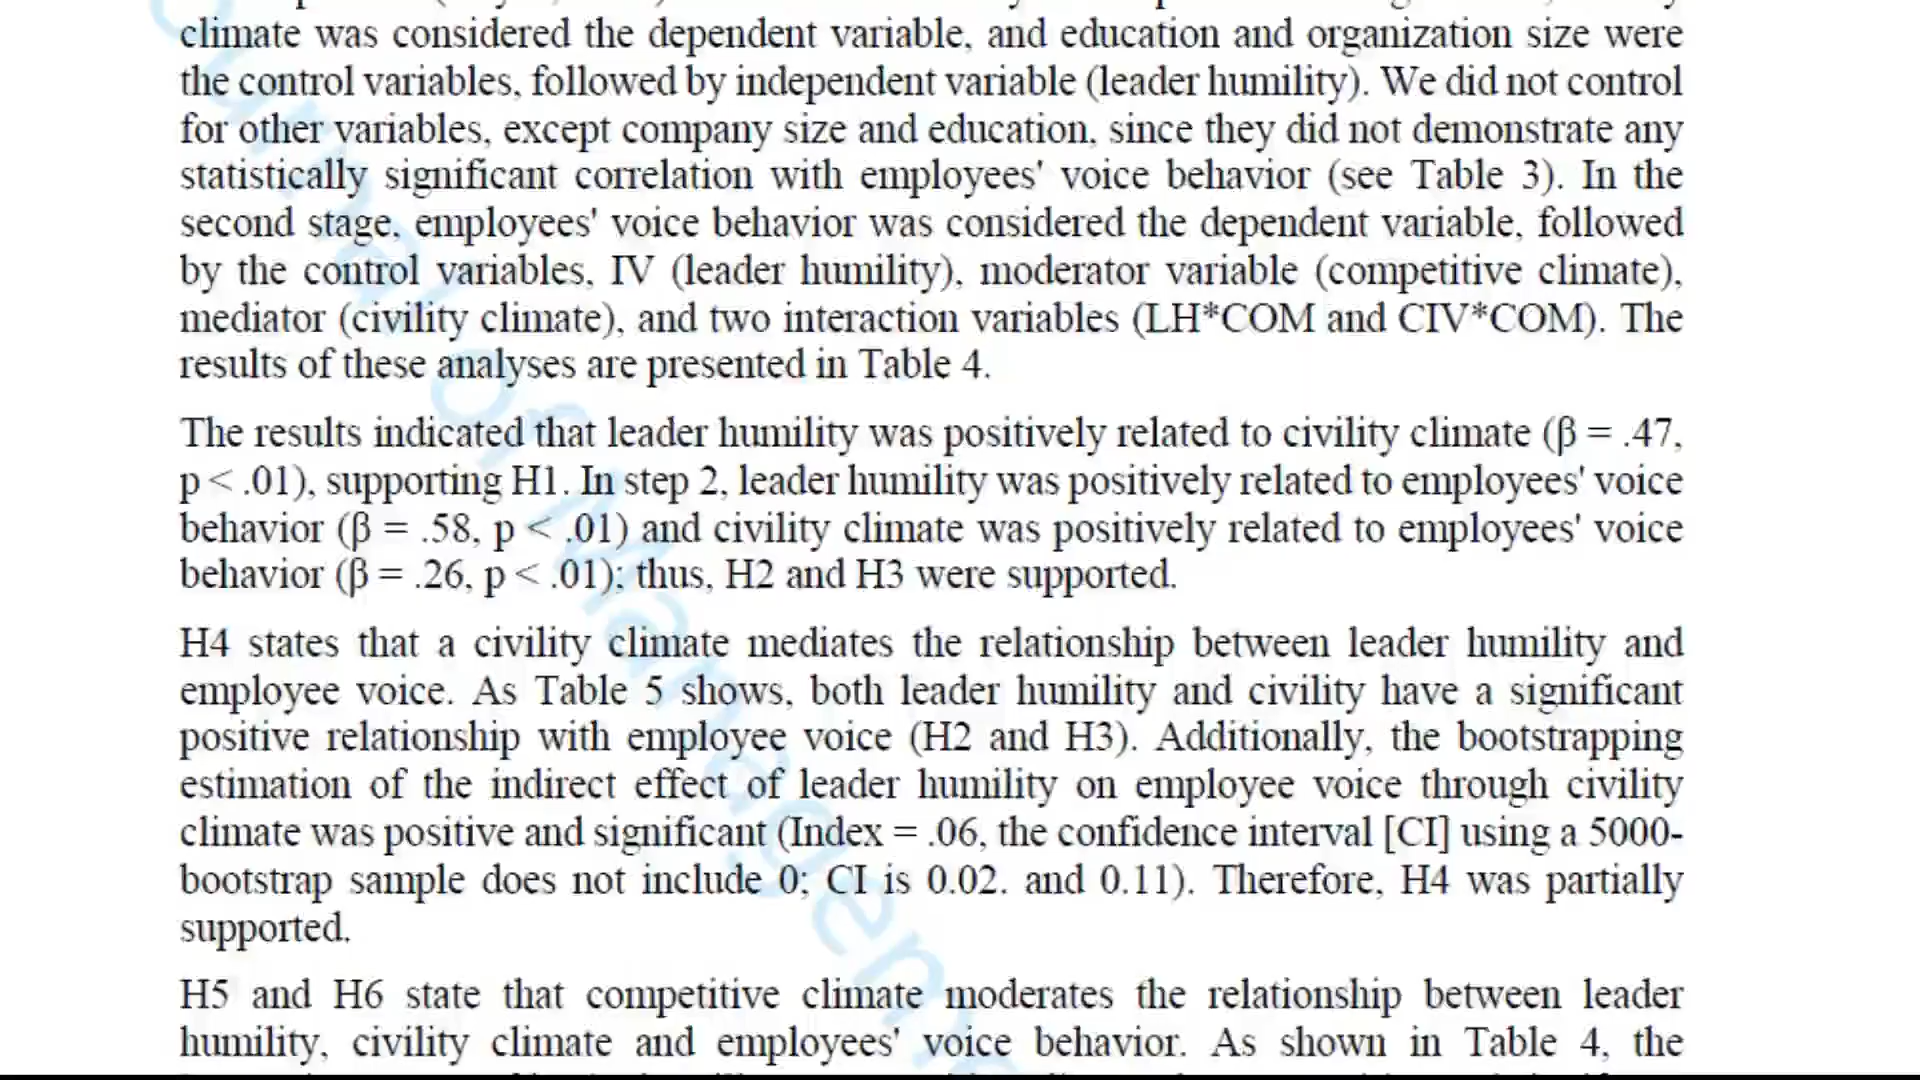 climate was considered the dependent variable, and education and organization size were
the control variables, followed by independent variable (leader humility). We did not control
for other variables, except company size and education, since they did not demonstrate any
statistically significant correlation with employees' voice behavior (see Table 3). In the
second stage, employees' voice behavior was considered the dependent variable, followed
by the control variables, IV (leader humility), moderator variable (competitive climate),
mediator (civility climate), and two interaction variables (LH*COM and CIV*COM). The
results of these analyses are presented in Table 4.
The results indicated that leader humility was positively related to civility climate (β = .47,
p < .01), supporting H1. In step 2, leader humility was positively related to employees' voice
behavior (β = .58, p < .01) and civility climate was positively related to employees' voice
behavior (β = .26, p < .01); thus, H2 and H3 were supported.
H4 states that a civility climate mediates the relationship between leader humility and
employee voice. As Table 5 shows, both leader humility and civility have a significant
positive relationship with employee voice (H2 and H3). Additionally, the bootstrapping
estimation of the indirect effect of leader humility on employee voice through civility
climate was positive and significant (Index = .06, the confidence interval [CI] using a 5000-
bootstrap sample does not include 0; CI is 0.02. and 0.11). Therefore, H4 was partially
supported.
H5 and H6 state that competitive climate moderates the relationship between leader
humility, civility climate and employees' voice behavior. As shown in Table 4, the